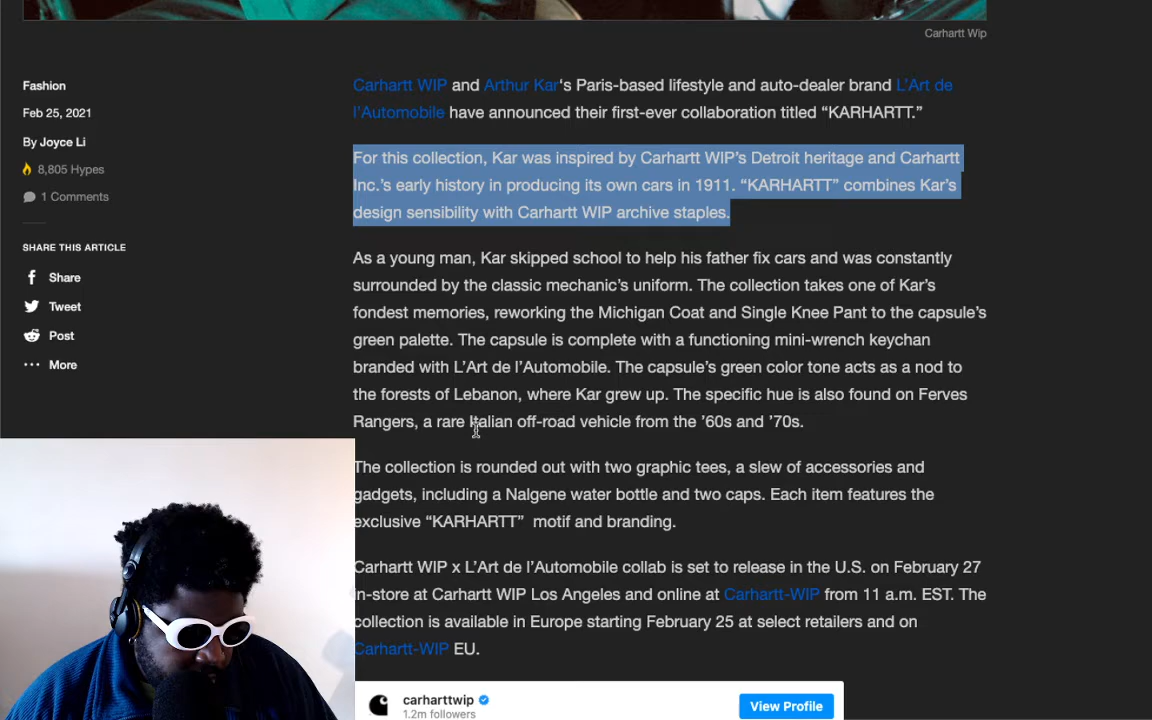 Carhartt Wip
Fashion
Feb 25, 2021
By Joyce Li
8,805 Hypes
1 Comments
SHARE THIS ARTICLE
Share
Tweet
Post
More
Carhartt WIP and Arthur Kar‘s Paris-based lifestyle and auto-dealer brand L’Art de
l’Automobile have announced their first-ever collaboration titled “KARHARTT.”
For this collection, Kar was inspired by Carhartt WIP’s Detroit heritage and Carhartt
Inc.’s early history in producing its own cars in 1911. “KARHARTT” combines Kar’s
design sensibility with Carhartt WIP archive staples.
As a young man, Kar skipped school to help his father fix cars and was constantly
surrounded by the classic mechanic’s uniform. The collection takes one of Kar’s
fondest memories, reworking the Michigan Coat and Single Knee Pant to the capsule’s
green palette. The capsule is complete with a functioning mini-wrench keychan
branded with L’Art de l’Automobile. The capsule’s green color tone acts as a nod to
the forests of Lebanon, where Kar grew up. The specific hue is also found on Ferves
Rangers, a rare Italian off-road vehicle from the ’60s and ’70s.
The collection is rounded out with two graphic tees, a slew of accessories and
gadgets, including a Nalgene water bottle and two caps. Each item features the
exclusive “KARHARTT” motif and branding.
Carhartt WIP x L’Art de l’Automobile collab is set to release in the U.S. on February 27
in-store at Carhartt WIP Los Angeles and online at Carhartt-WIP from 11 a.m. EST. The
collection is available in Europe starting February 25 at select retailers and on
Carhartt-WIP EU.
carharttwip
1.2m followers
View Profile